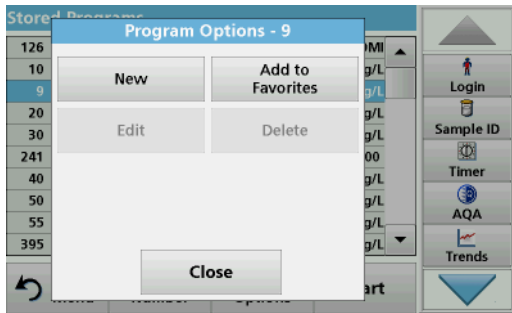 Stored Programs
Program Options - 9
126
10
9
20
30
241
40
50
55
395
g/L
g/L
g/L
g/L
00
g/L
g/L
g/L
g/L
New
Add to
Favorites
Edit
Delete
Close
Login
Sample ID
Timer
AQA
Trends